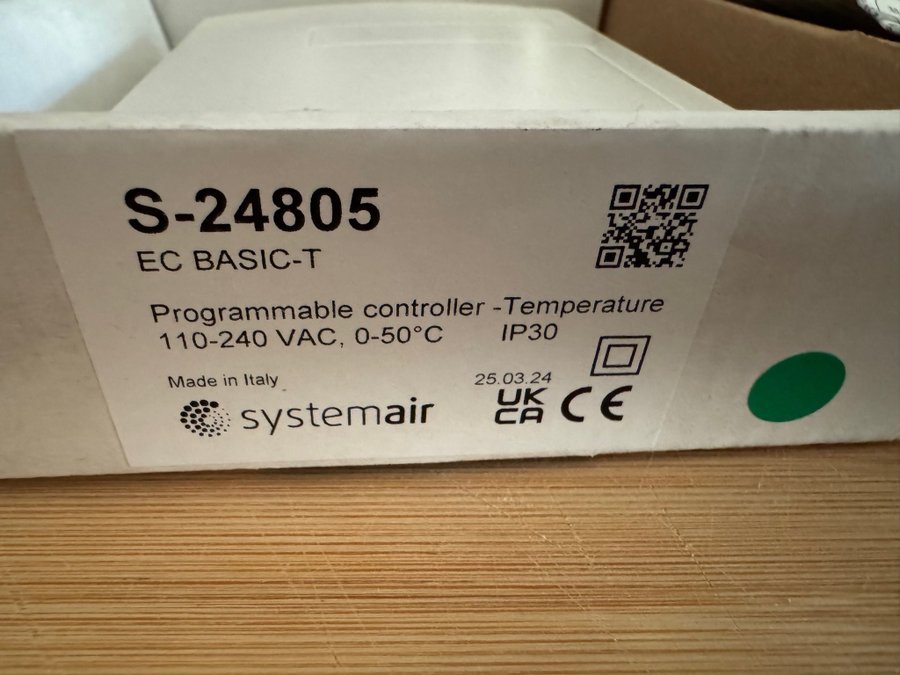 S-24805
EC BASIC-T
Programmable controller -Temperature
110-240 VAC, 0-50°C IP30
Made in Italy
25.03.24
systemair
UK
CA CE